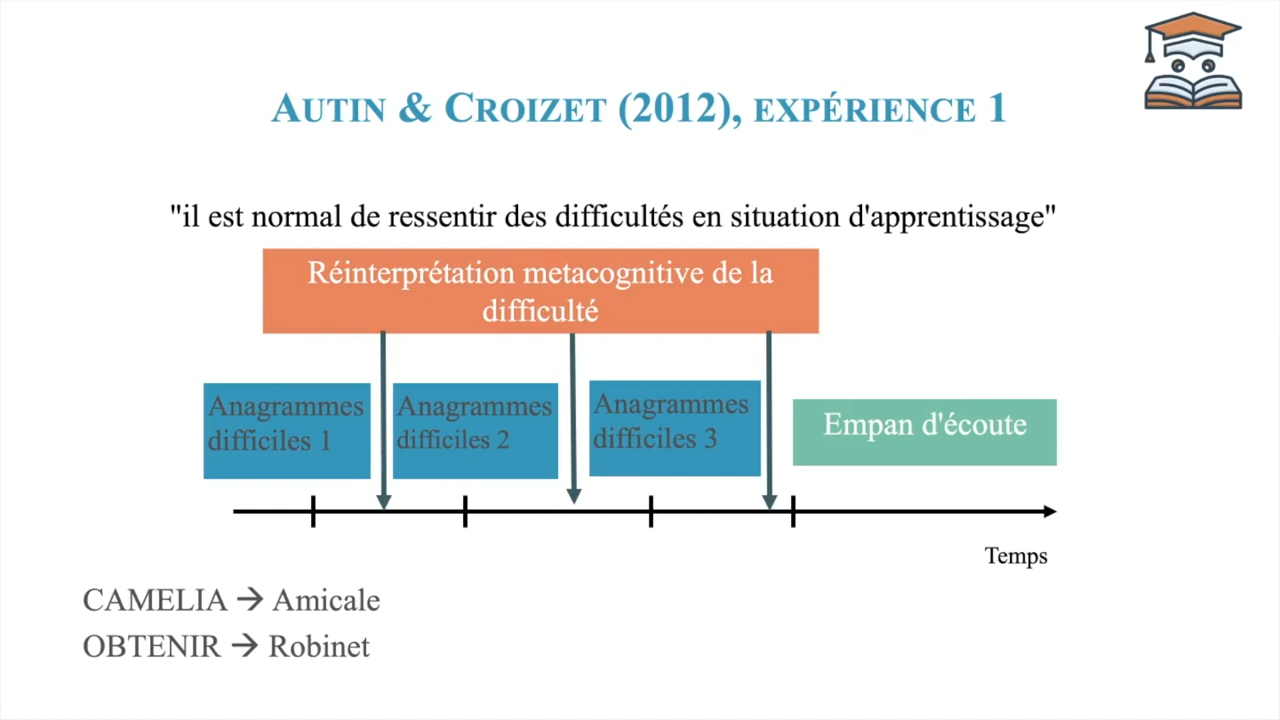 AUTIN & CROIZET (2012), EXPÉRIENCE 1
"il est normal de ressentir des difficultés en situation d'apprentissage"
Réinterprétation metacognitive de la
difficulté
Anagrammes
difficiles 1
Anagrammes
difficiles 2
Anagrammes
difficiles 3
Empan d'écoute
Temps
CAMELIA → Amicale
OBTENIR → Robinet